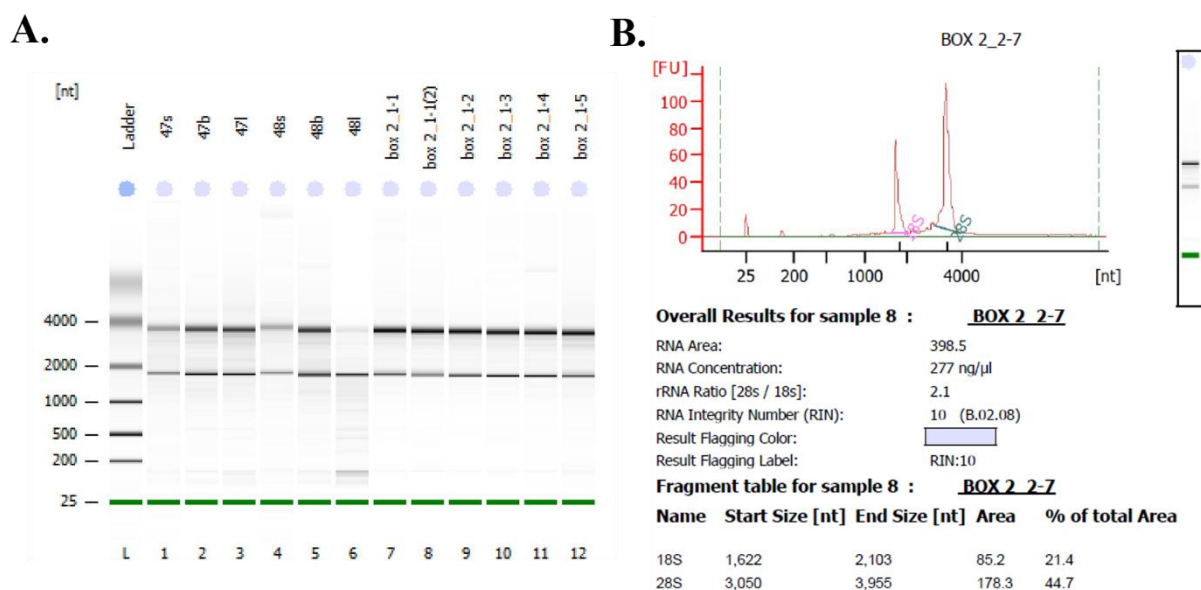 A.
[nt]
Ladder
47s
47b
47l
48s
48b
48l
box 2_1-1
box 2_1-1(2)
box 2_1-2
box 2_1-3
box 2_1-4
box 2_1-5
4000
2000
1000
500
200
25
L 1 2 3 4 5 6 7 8 9 10 11 12
B.
BOX 2_2-7
[FU]
100
80
60
40
20
0
18S
28S
25 200 1000 4000 [nt]
Overall Results for sample 8 : BOX 2_2-7
RNA Area: 398.5
RNA Concentration: 277 ng/µl
rRNA Ratio [28s / 18s]: 2.1
RNA Integrity Number (RIN): 10 (B.02.08)
Result Flagging Color:
Result Flagging Label: RIN:10
Fragment table for sample 8 : BOX 2_2-7
Name Start Size [nt] End Size [nt] Area % of total Area
18S 1,622 2,103 85.2 21.4
28S 3,050 3,955 178.3 44.7